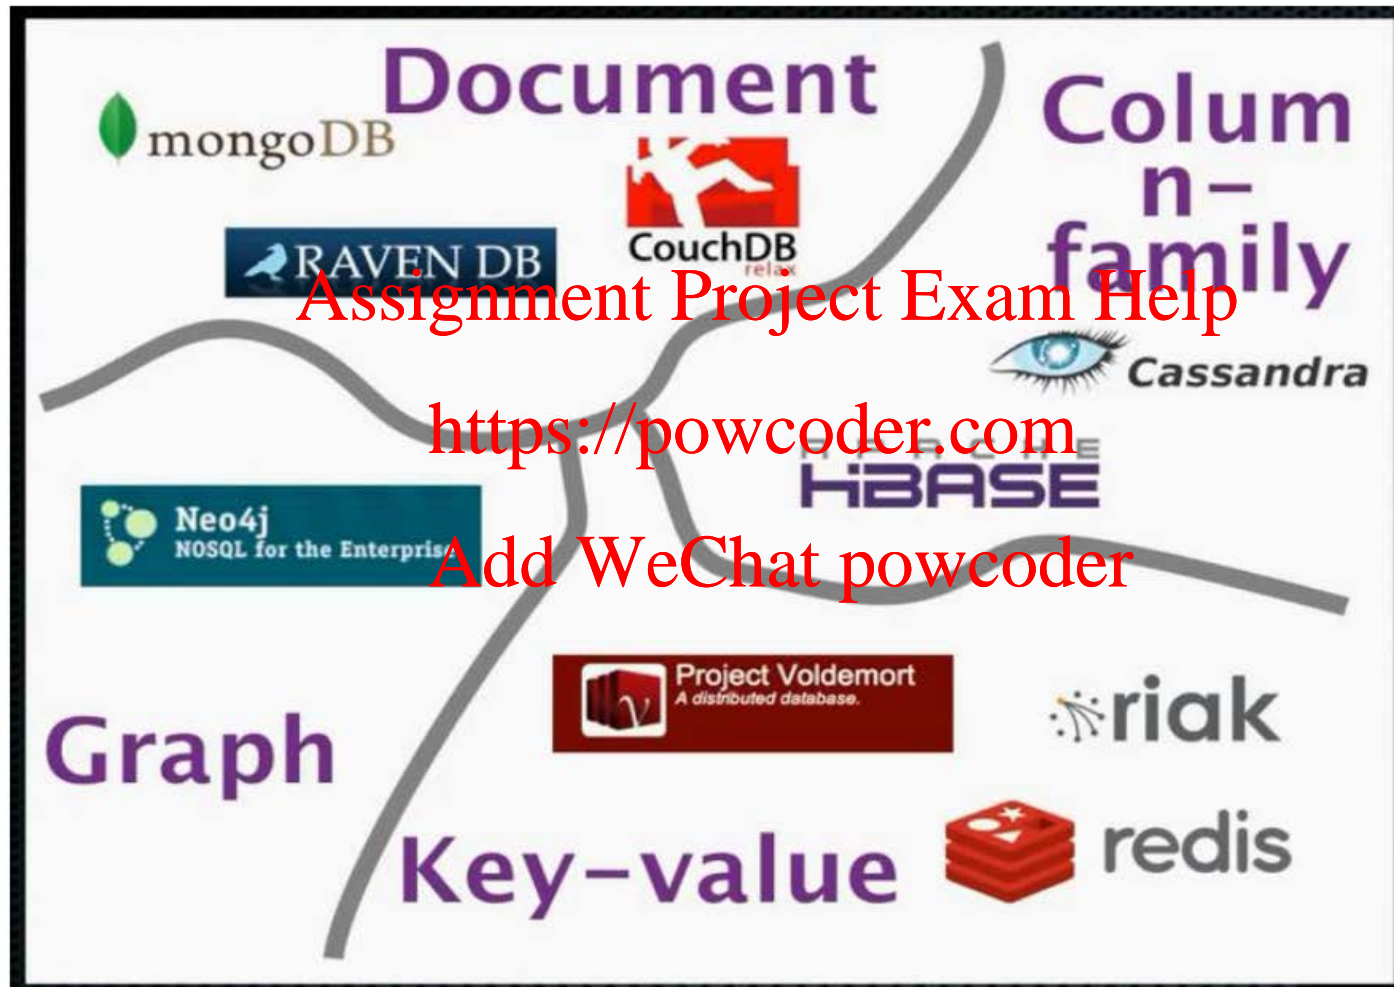 Document
Colum
n-
family
mongoDB
RAVEN DB
CouchDB
relax
Assignment Project Exam Help
Cassandra
https://powcoder.com
APACHE
HBASE
Neo4j
NOSQL for the Enterprise
Add WeChat powcoder
Project Voldemort
A distributed database.
riak
Graph
Key-value
redis